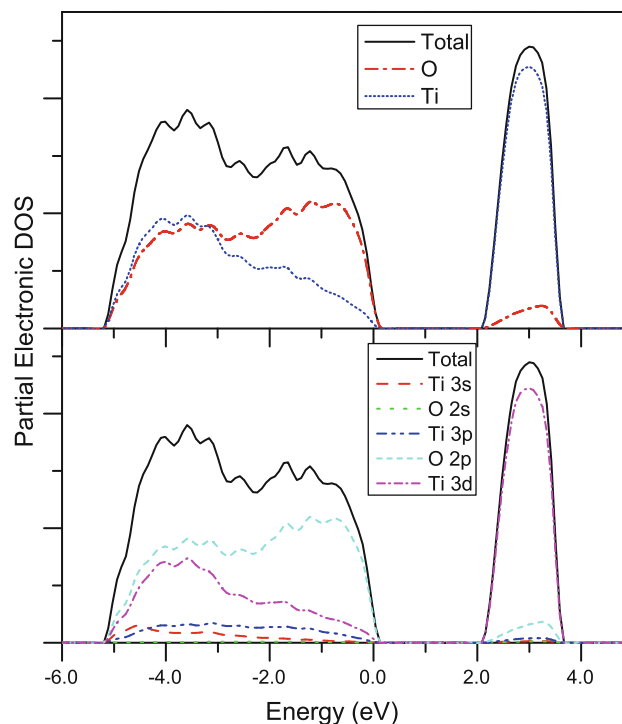 Total
O
Ti
Partial Electronic DOS
Total
Ti 3s
O 2s
Ti 3p
O 2p
Ti 3d
-6.0 -4.0 -2.0 0.0 2.0 4.0
Energy (eV)